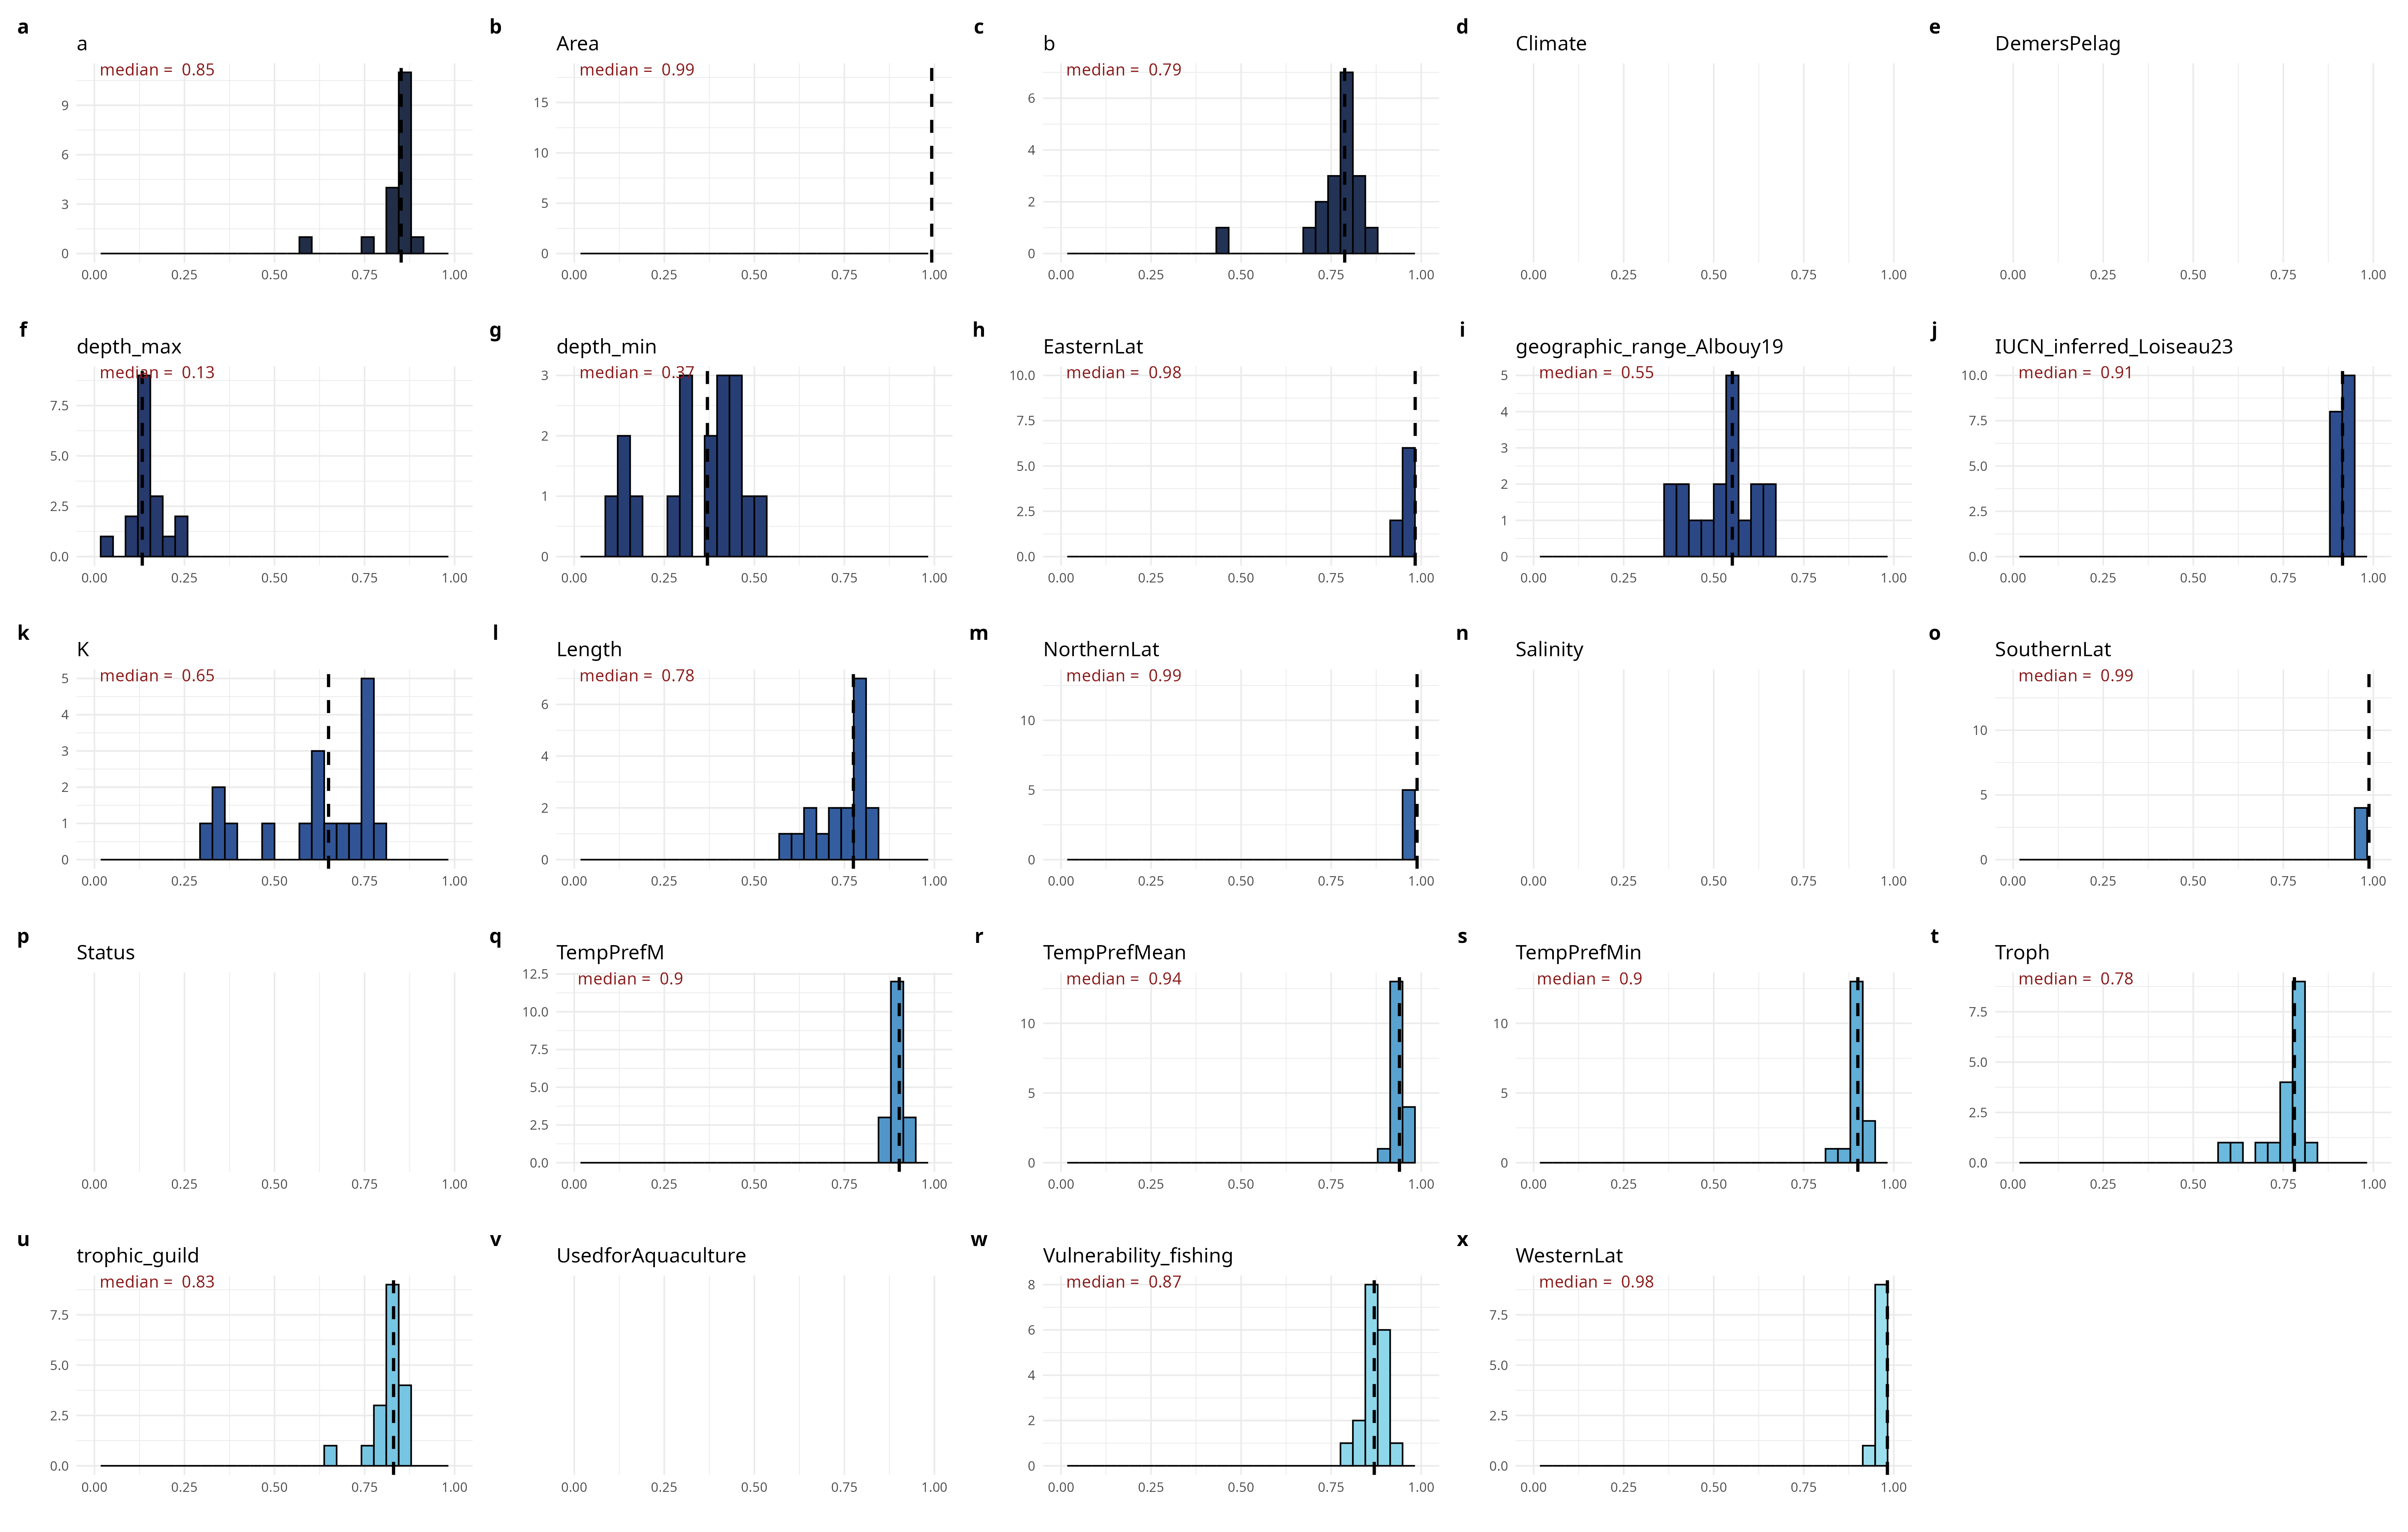 a b c d e
a Area b Climate DemersPelag
median = 0.85 median = 0.99 median = 0.79
9 6 3 0
15 10 5 0
6 4 2 0
0.00 0.25 0.50 0.75 1.00 0.00 0.25 0.50 0.75 1.00 0.00 0.25 0.50 0.75 1.00 0.00 0.25 0.50 0.75 1.00 0.00 0.25 0.50 0.75 1.00
f g h i j
depth_max depth_min EasternLat geographic_range_Albouy19 IUCN_inferred_Loiseau23
median = 0.13 median = 0.37 median = 0.98 median = 0.55 median = 0.91
7.5 5.0 2.5 0.0
3 2 1 0
10.0 7.5 5.0 2.5 0.0
5 4 3 2 1 0
10.0 7.5 5.0 2.5 0.0
0.00 0.25 0.50 0.75 1.00 0.00 0.25 0.50 0.75 1.00 0.00 0.25 0.50 0.75 1.00 0.00 0.25 0.50 0.75 1.00 0.00 0.25 0.50 0.75 1.00
k l m n o
K Length NorthernLat Salinity SouthernLat
median = 0.65 median = 0.78 median = 0.99 median = 0.99
5 4 3 2 1 0
6 4 2 0
10 5 0
10 5 0
0.00 0.25 0.50 0.75 1.00 0.00 0.25 0.50 0.75 1.00 0.00 0.25 0.50 0.75 1.00 0.00 0.25 0.50 0.75 1.00 0.00 0.25 0.50 0.75 1.00
p q r s t
Status TempPrefM TempPrefMean TempPrefMin Troph
median = 0.9 median = 0.94 median = 0.9 median = 0.78
12.5 10.0 7.5 5.0 2.5 0.0
10 5 0
10 5 0
7.5 5.0 2.5 0.0
0.00 0.25 0.50 0.75 1.00 0.00 0.25 0.50 0.75 1.00 0.00 0.25 0.50 0.75 1.00 0.00 0.25 0.50 0.75 1.00 0.00 0.25 0.50 0.75 1.00
u v w x
trophic_guild UsedforAquaculture Vulnerability_fishing WesternLat
median = 0.83 median = 0.87 median = 0.98
7.5 5.0 2.5 0.0
8 6 4 2 0
7.5 5.0 2.5 0.0
0.00 0.25 0.50 0.75 1.00 0.00 0.25 0.50 0.75 1.00 0.00 0.25 0.50 0.75 1.00 0.00 0.25 0.50 0.75 1.00